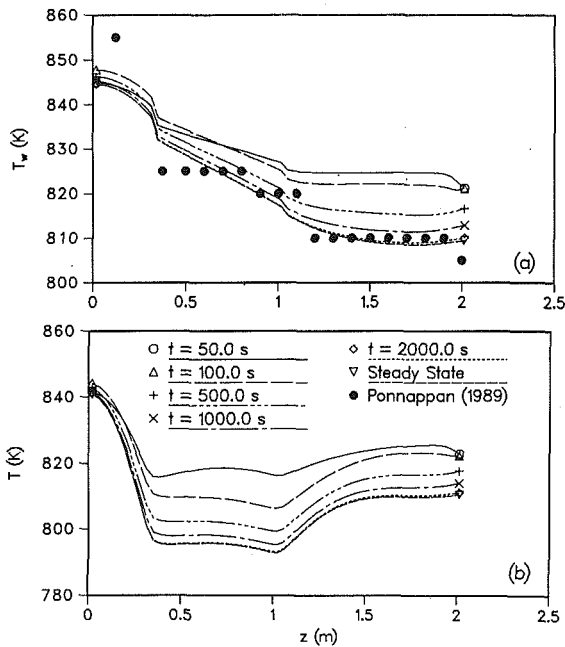 860
850
840
830
820
810
800
T_w (K)
0
0.5
1
1.5
2
2.5
(a)
860
840
820
800
780
T (K)
t = 50.0 s
t = 100.0 s
t = 500.0 s
t = 1000.0 s
t = 2000.0 s
Steady State
Ponnappan (1989)
0
0.5
1
1.5
2
2.5
(b)
z (m)